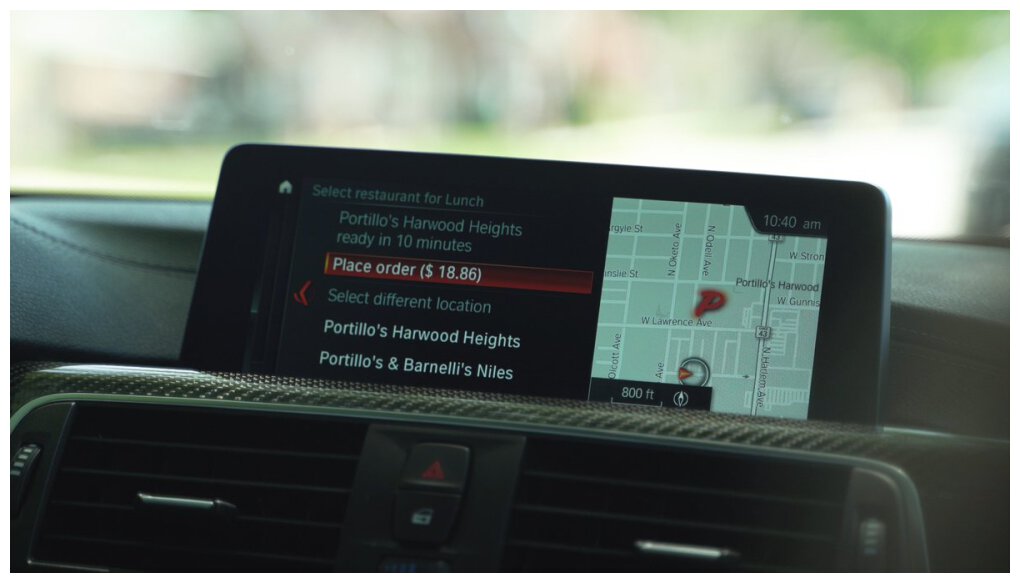 Select restaurant for Lunch
Portillo's Harwood Heights
ready in 10 minutes
Place order ($ 18.86)
Select different location
Portillo's Harwood Heights
Portillo's & Barnelli's Niles
10:40 am
rgyle St
N Oketo Ave
N Odell Ave
43
W Stron
inslie St
Portillo's Harwood
W Gunnis
P
W Lawrence Ave
43
Olcott Ave
Ave
N Harlem Ave
800 ft